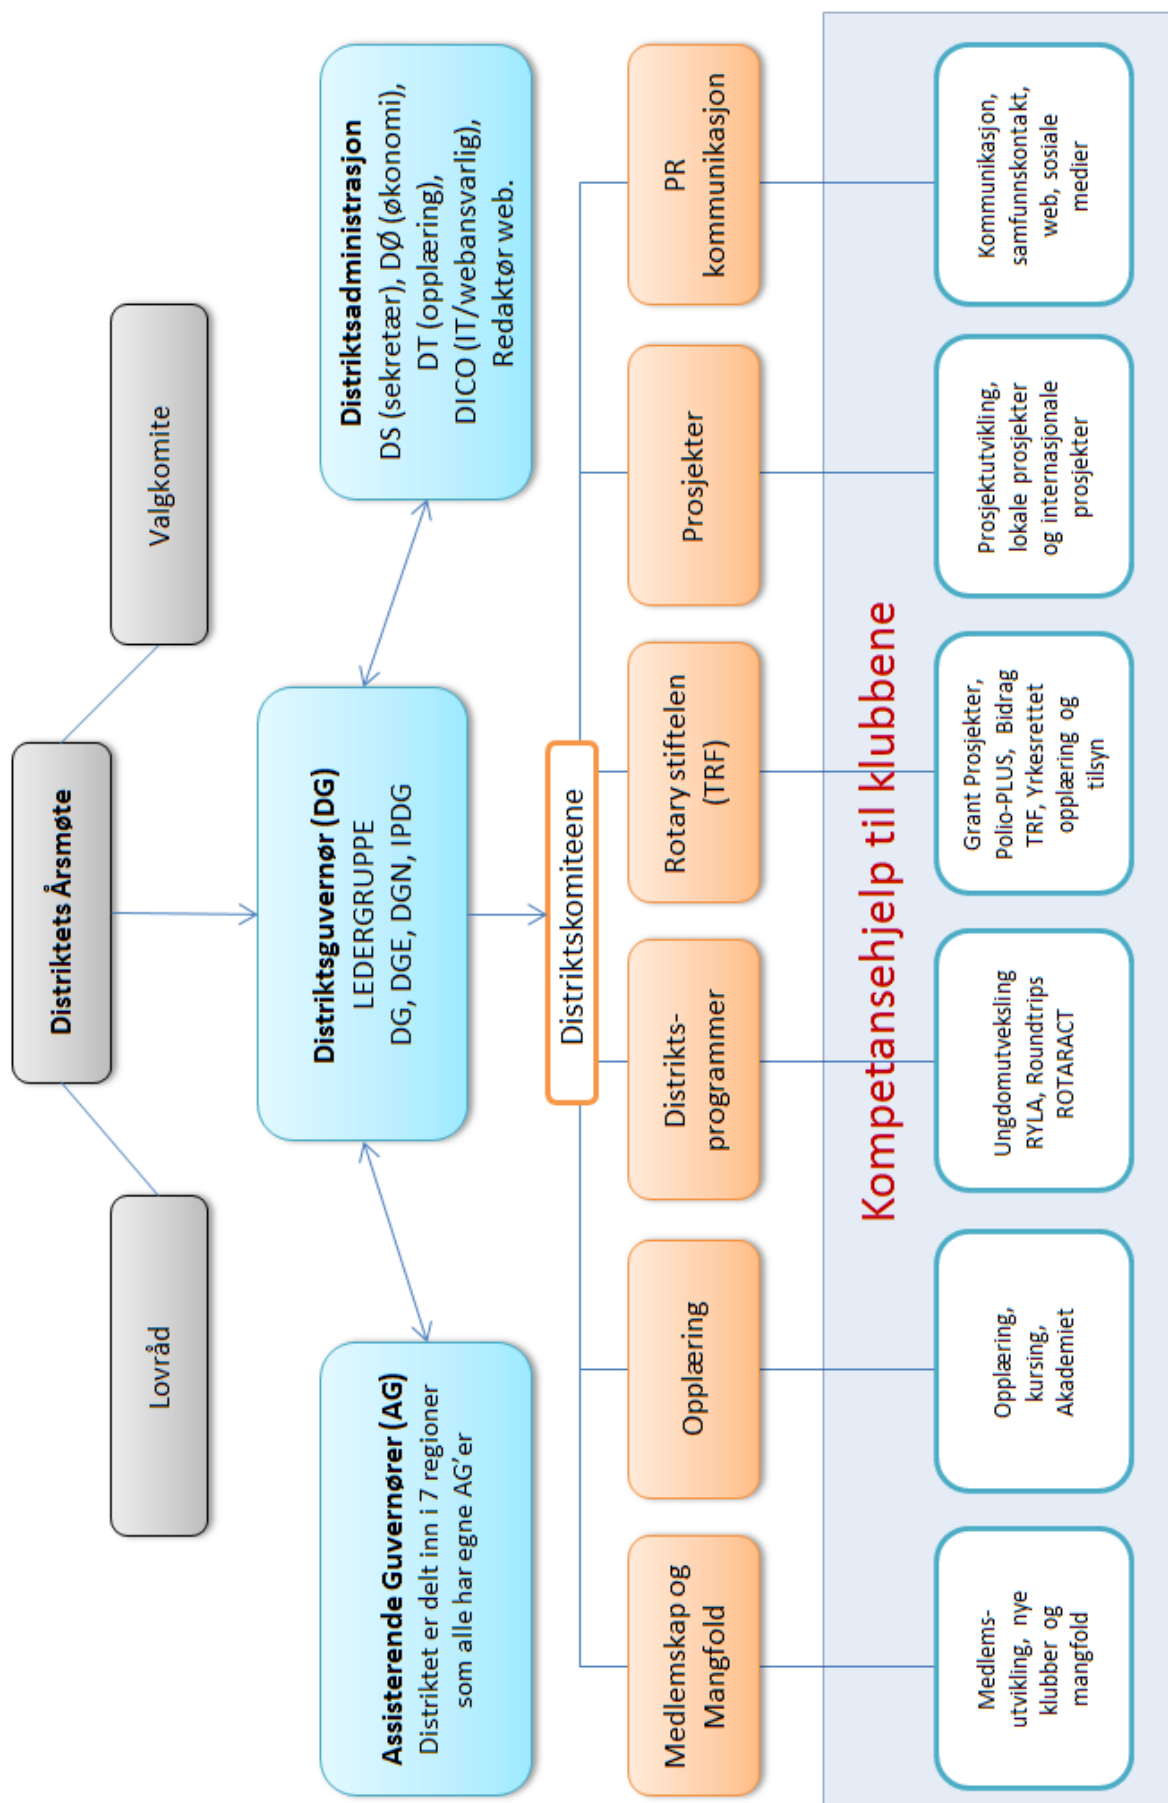 Distriktets Årsmøte
Lovråd
Valgkomite
Assisterende Guvernører (AG)
Distriktet er delt inn i 7 regioner
som alle har egne AG'er
Distriktsguvernør (DG)
LEDERGRUPPE
DG, DGE, DGN, IPDG
Distriktsadministrasjon
DS (sekretær), DØ (økonomi),
DT (opplæring),
DICO (IT/webansvarlig),
Redaktør web.
Distriktskomiteene
Medlemskap og
Mangfold
Opplæring
Distrikts-
programmer
Rotary stiftelen
(TRF)
Prosjekter
PR
kommunikasjon
Kompetansehjelp til klubbene
Medlems-
utvikling, nye
klubber og
mangfold
Opplæring,
kursing,
Akademiet
Ungdomutveksling
RYLA, Roundtrips
ROTARACT
Grant Prosjekter,
Polio-PLUS, Bidrag
TRF, Yrkesrettet
opplæring og
tilsyn
Prosjektutvikling,
lokale prosjekter
og internasjonale
prosjekter
Kommunikasjon,
samfunnskontakt,
web, sosiale
medier